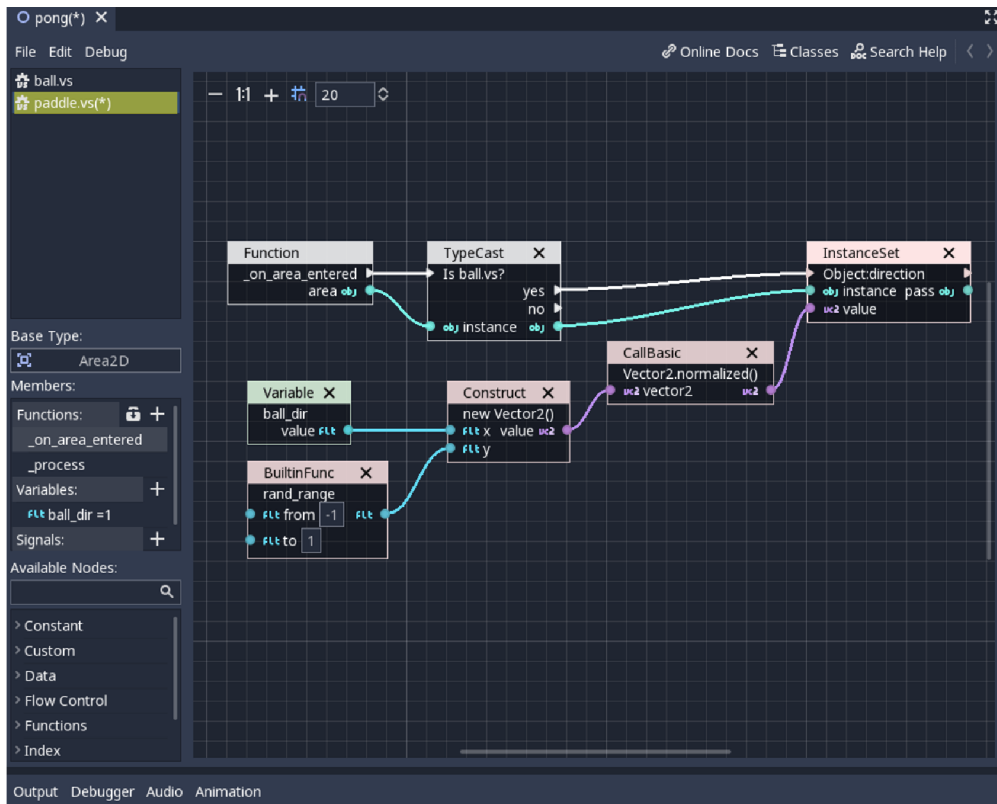 pong(*)
File Edit Debug Online Docs Classes Search Help
ball.vs
paddle.vs(*)
1:1 20
Function
_on_area_entered
area obj
TypeCast
Is ball.vs?
yes
no
obj instance obj
InstanceSet
Object:direction
obj instance pass obj
vc2 value
CallBasic
Vector2.normalized()
vc2 vector2 vc2
Variable
ball_dir
value FLt
Construct
new Vector2()
FLt x value vc2
FLt y
BuiltinFunc
rand_range
FLt from -1 FLt
FLt to 1
Base Type:
Area2D
Members:
Functions:
_on_area_entered
_process
Variables:
FLt ball_dir =1
Signals:
Available Nodes:
Constant
Custom
Data
Flow Control
Functions
Index
Output Debugger Audio Animation